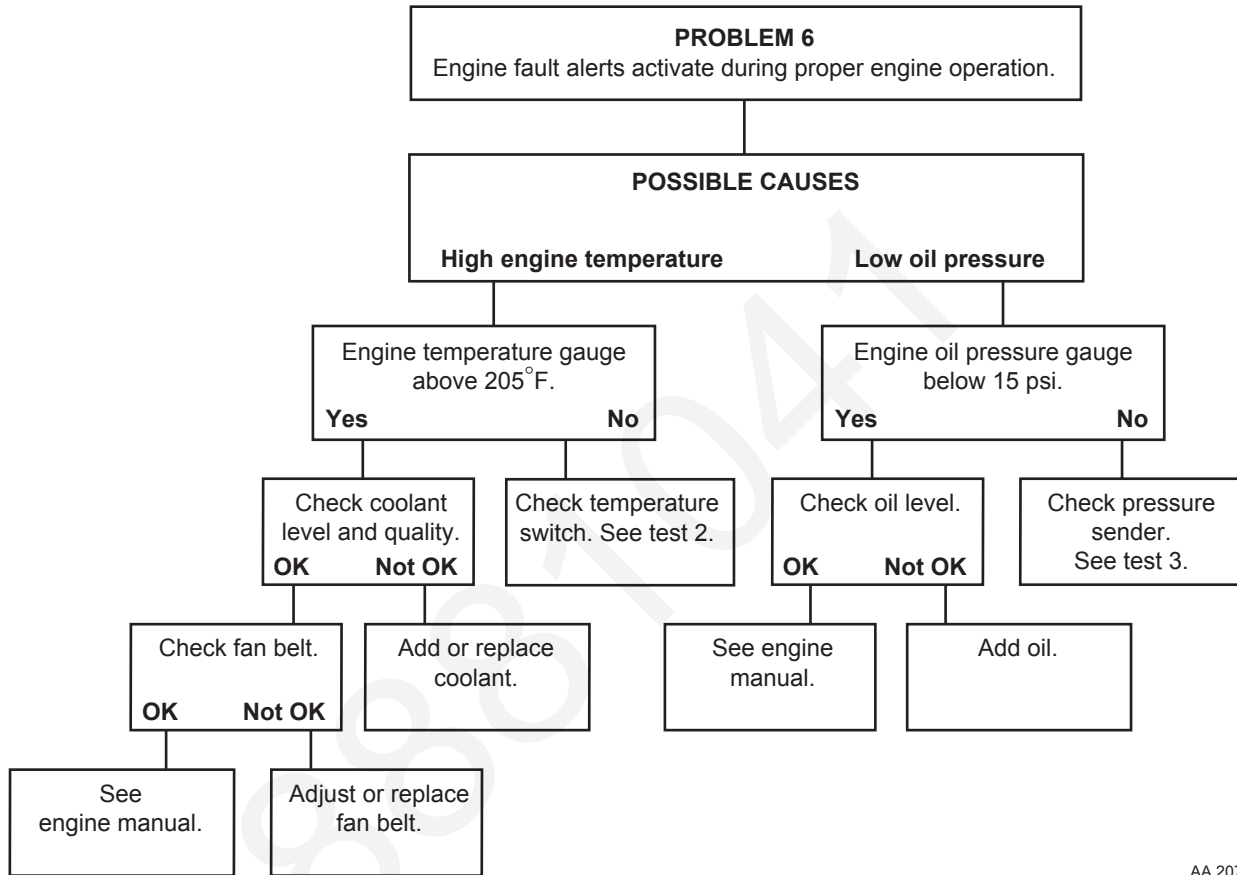 PROBLEM 6
Engine fault alerts activate during proper engine operation.
POSSIBLE CAUSES
High engine temperature Low oil pressure
Engine temperature gauge
above 205°F.
Yes No
Engine oil pressure gauge
below 15 psi.
Yes No
Check coolant
level and quality.
OK Not OK
Check temperature
switch. See test 2.
Check oil level.
OK Not OK
Check pressure
sender.
See test 3.
Check fan belt.
OK Not OK
Add or replace
coolant.
See engine
manual.
Add oil.
See
engine manual.
Adjust or replace
fan belt.
8881041